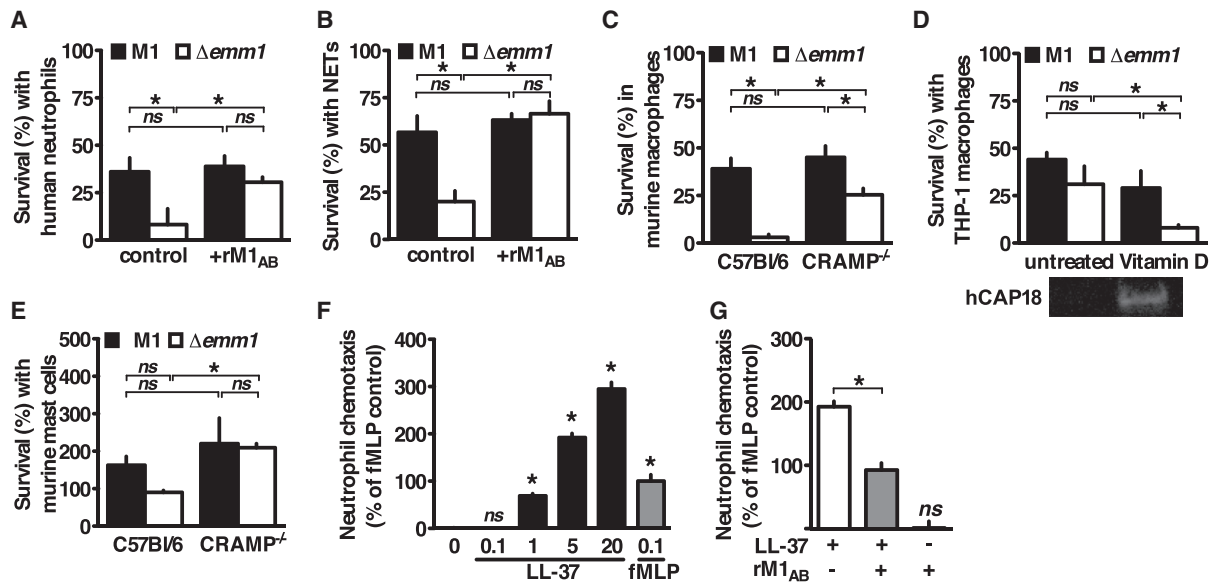 A
M1 Δemm1
Survival (%) with
human neutrophils
100
75
50
25
0
* *
ns ns
control +rM1AB
B
M1 Δemm1
Survival (%) with NETs
100
75
50
25
0
* *
ns ns
control +rM1AB
C
M1 Δemm1
Survival (%) in
murine macrophages
100
75
50
25
0
* *
ns *
C57Bl/6 CRAMP-/-
D
M1 Δemm1
Survival (%) with
THP-1 macrophages
100
75
50
25
0
ns *
ns *
untreated Vitamin D
hCAP18
E
M1 Δemm1
Survival (%) with
murine mast cells
500
400
300
200
100
0
ns *
ns ns
C57Bl/6 CRAMP-/-
F
Neutrophil chemotaxis
(% of fMLP control)
400
300
200
100
0
ns * * * *
0 0.1 1 5 20 0.1
LL-37 fMLP
G
Neutrophil chemotaxis
(% of fMLP control)
300
200
100
*
ns
LL-37 + + -
rM1AB - + +